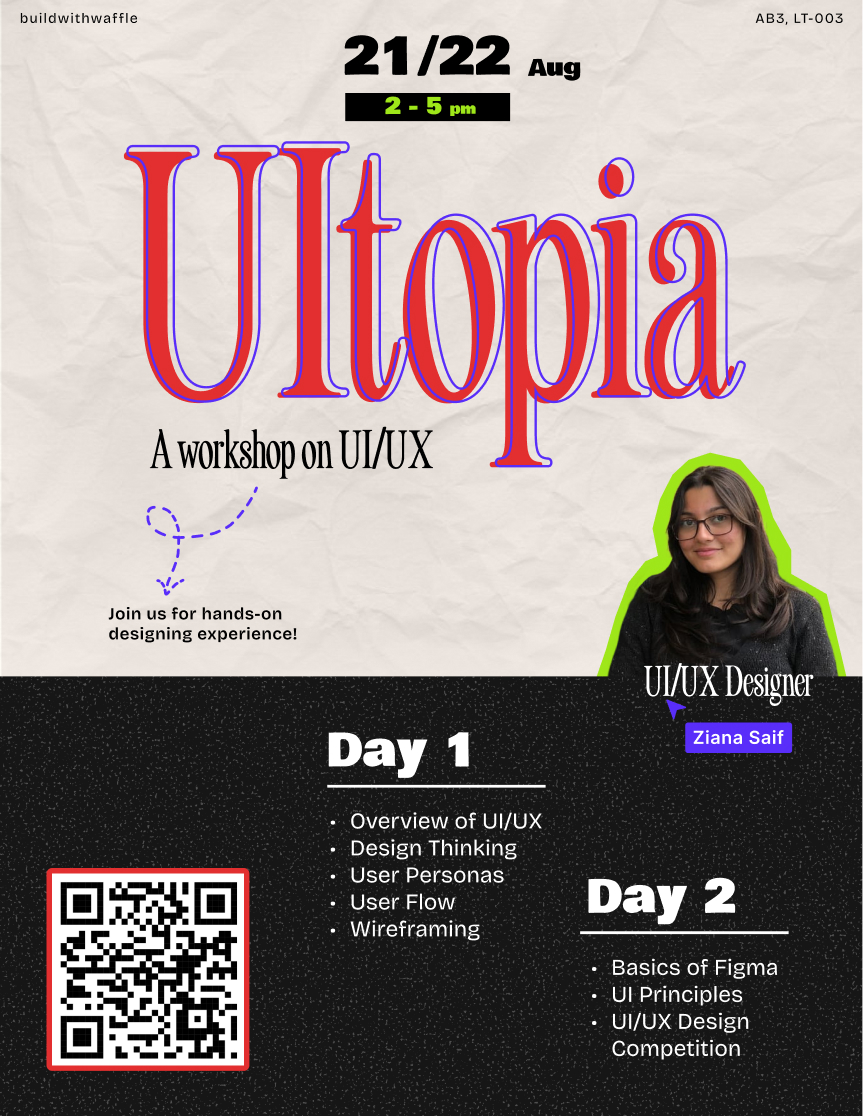 buildwithwaffle
AB3, LT-003
21/22 Aug
2 - 5 pm
UItopia
A workshop on UI/UX
Join us for hands-on
designing experience!
UI/UX Designer
Ziana Saif
Day 1
• Overview of UI/UX
• Design Thinking
• User Personas
• User Flow
• Wireframing
Day 2
• Basics of Figma
• UI Principles
• UI/UX Design
Competition